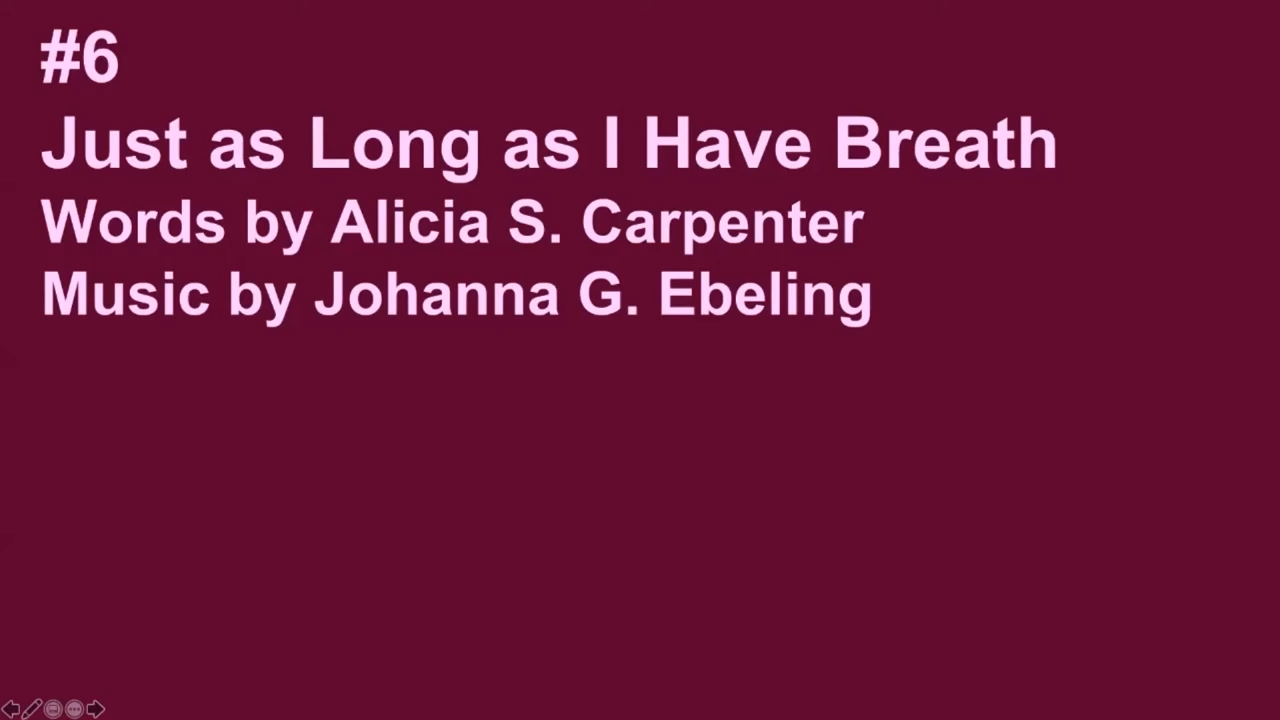 #6
Just as Long as I Have Breath
Words by Alicia S. Carpenter
Music by Johanna G. Ebeling